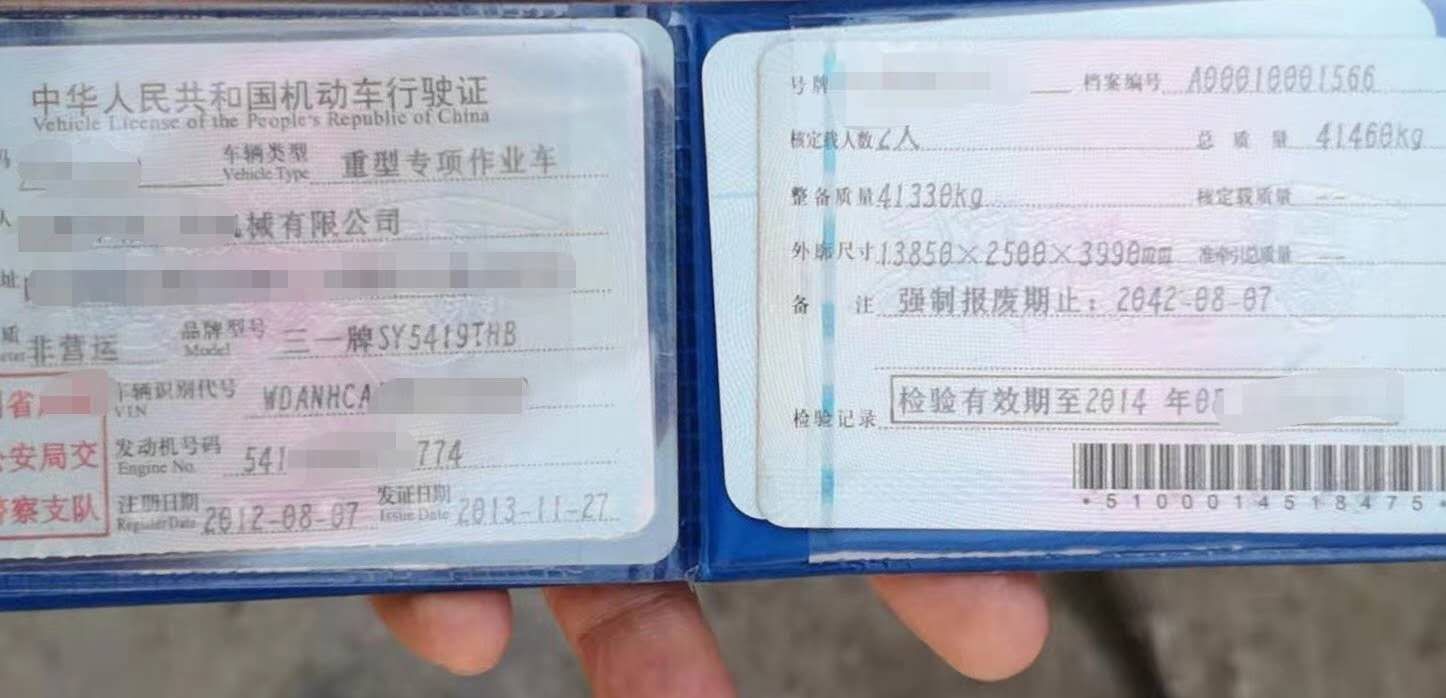 中华人民共和国机动车行驶证
Vehicle License of the People's Republic of China
车辆类型 重型专项作业车
Vehicle Type
机械有限公司
址
质 非营运 品牌型号 三一牌SY5419THB
Model
车辆识别代号 WDANHCA
VIN
发动机号码 541 774
Engine No.
注册日期 2012-08-07 发证日期 2013-11-27
Register Date Issue Date
省
公安局交
警察支队
号牌 档案编号 A00010001566
核定载人数 2人 总质量 41460kg
整备质量 41330kg 核定载质量 --
外廓尺寸 13850×2500×3990mm 准牵引总质量 --
备注 强制报废期止：2042-08-07
检验记录 检验有效期至2014年08
*5100014518475*